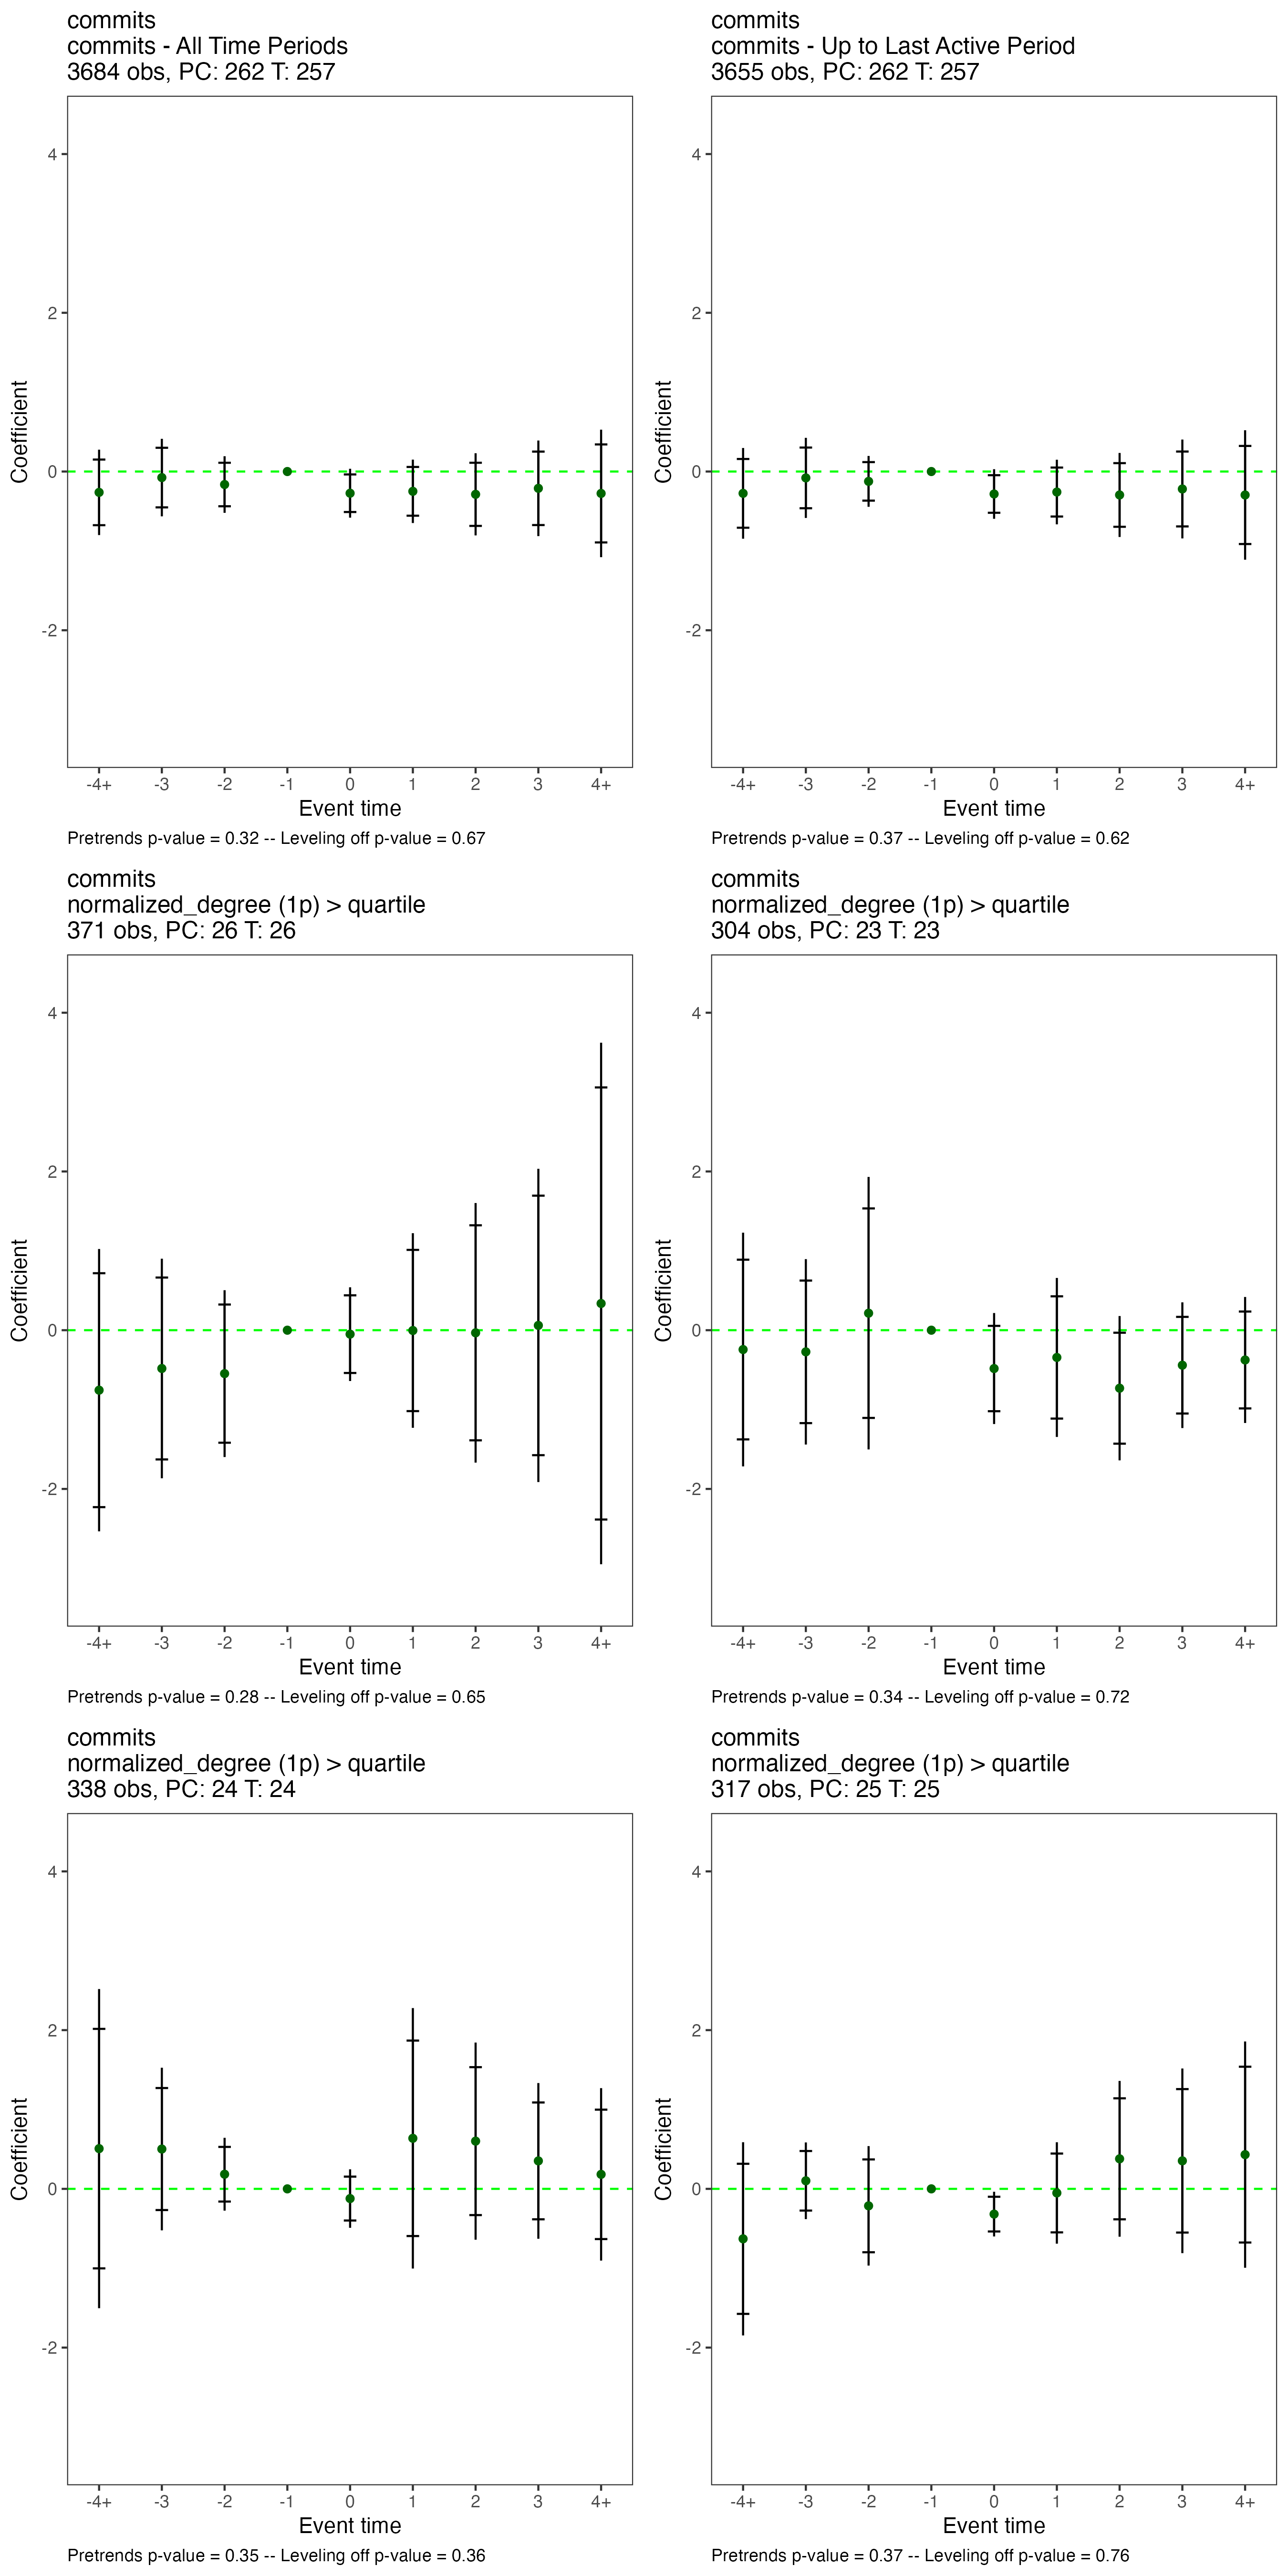 commits
commits - All Time Periods
3684 obs, PC: 262 T: 257
4
2
0
-2
Coefficient
-4+ -3 -2 -1 0 1 2 3 4+
Event time
Pretrends p-value = 0.32 -- Leveling off p-value = 0.67
commits
commits - Up to Last Active Period
3655 obs, PC: 262 T: 257
4
2
0
-2
Coefficient
-4+ -3 -2 -1 0 1 2 3 4+
Event time
Pretrends p-value = 0.37 -- Leveling off p-value = 0.62
commits
normalized_degree (1p) > quartile
371 obs, PC: 26 T: 26
4
2
0
-2
Coefficient
-4+ -3 -2 -1 0 1 2 3 4+
Event time
Pretrends p-value = 0.28 -- Leveling off p-value = 0.65
commits
normalized_degree (1p) > quartile
304 obs, PC: 23 T: 23
4
2
0
-2
Coefficient
-4+ -3 -2 -1 0 1 2 3 4+
Event time
Pretrends p-value = 0.34 -- Leveling off p-value = 0.72
commits
normalized_degree (1p) > quartile
338 obs, PC: 24 T: 24
4
2
0
-2
Coefficient
-4+ -3 -2 -1 0 1 2 3 4+
Event time
Pretrends p-value = 0.35 -- Leveling off p-value = 0.36
commits
normalized_degree (1p) > quartile
317 obs, PC: 25 T: 25
4
2
0
-2
Coefficient
-4+ -3 -2 -1 0 1 2 3 4+
Event time
Pretrends p-value = 0.37 -- Leveling off p-value = 0.76